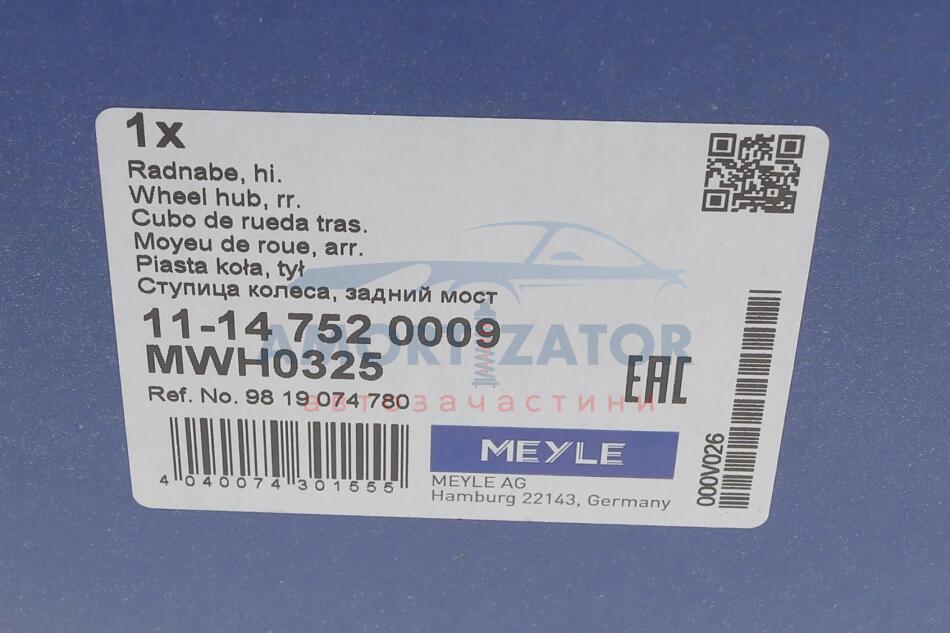 1x
Radnabe, hi.
Wheel hub, rr.
Cubo de rueda tras.
Moyeu de roue, arr.
Piasta koła, tył
Ступица колеса, задний мост
11-14 752 0009
MWH0325
Ref. No. 98 19 074 780
4 040074 301555
MEYLE
MEYLE AG
Hamburg 22143, Germany
EAC
000V026
AMORTIZATOR
автозачастини